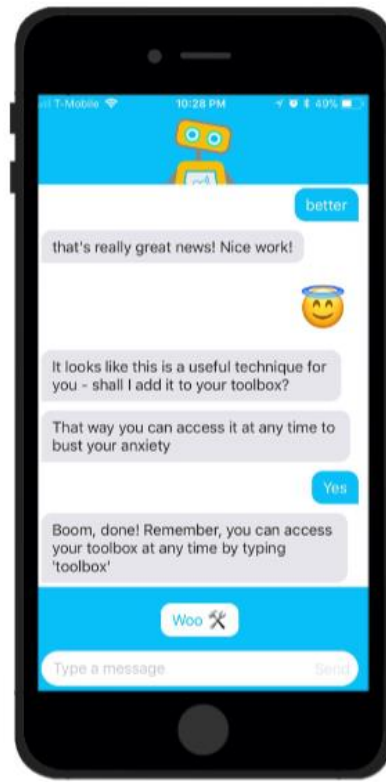 T-Mobile 10:28 PM 49%
better
that's really great news! Nice work!
It looks like this is a useful technique for
you - shall I add it to your toolbox?
That way you can access it at any time to
bust your anxiety
Yes
Boom, done! Remember, you can access
your toolbox at any time by typing
'toolbox'
Woo
Type a message Send